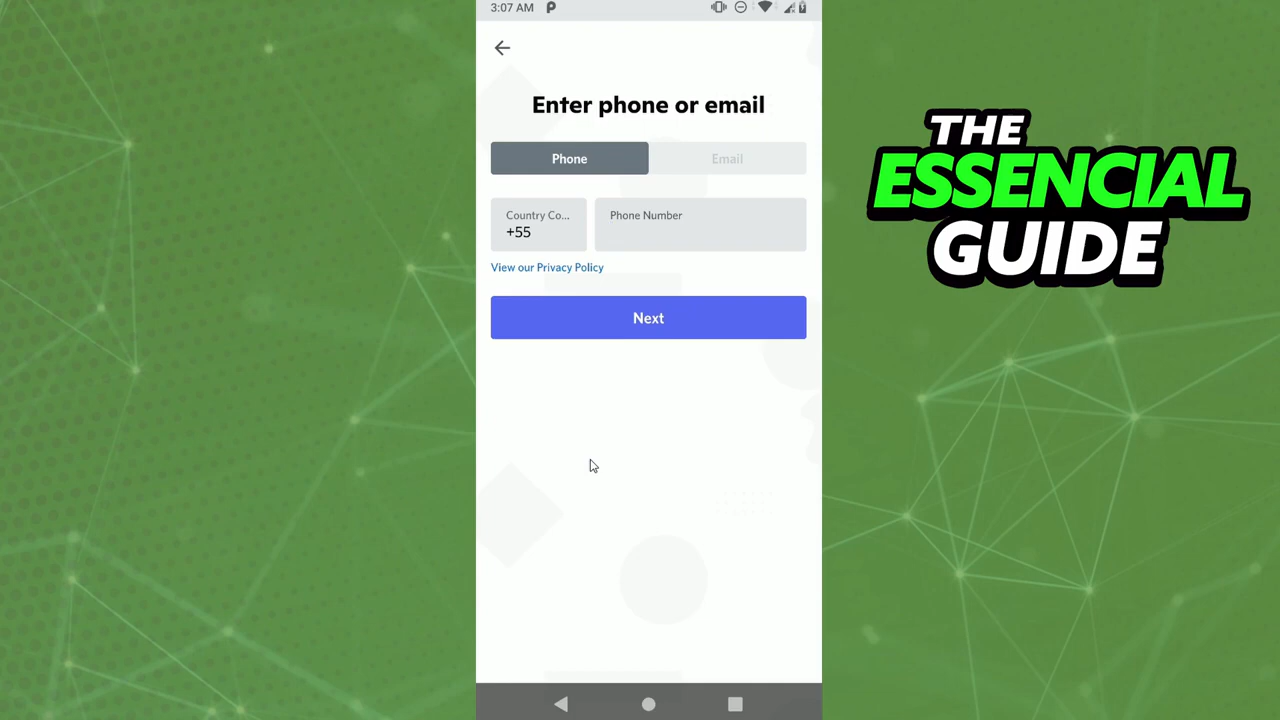 3:07 AM
Enter phone or email
Phone
Email
Country Co...
+55
Phone Number
View our Privacy Policy
Next
THE
ESSENCIAL
GUIDE